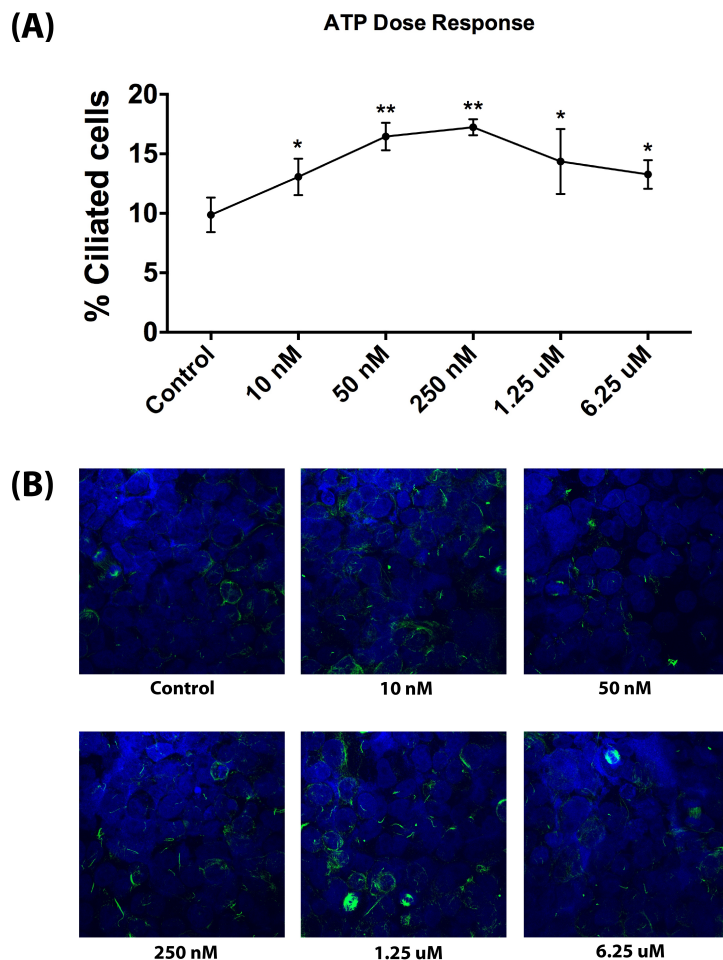 (A)
ATP Dose Response
% Ciliated cells
20
15
10
5
0
*
**
**
*
*
Control
10 nM
50 nM
250 nM
1.25 uM
6.25 uM
(B)
Control
10 nM
50 nM
250 nM
1.25 uM
6.25 uM